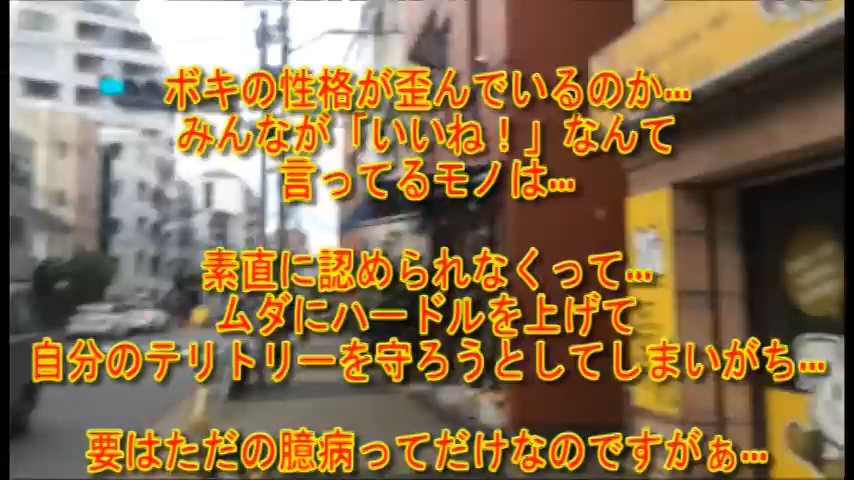 ボキの性格が歪んでいるのか…
みんなが「いいね！」なんて
言ってるモノは…
素直に認められなくって…
ムダにハードルを上げて
自分のテリトリーを守ろうとしてしまいがち…
要はただの臆病ってだけなのですがぁ…